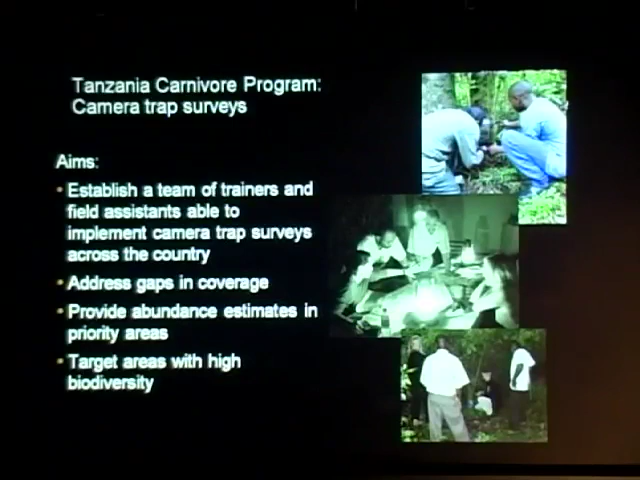 Tanzania Carnivore Program:
Camera trap surveys
Aims:
• Establish a team of trainers and
field assistants able to
implement camera trap surveys
across the country
• Address gaps in coverage
• Provide abundance estimates in
priority areas
• Target areas with high
biodiversity